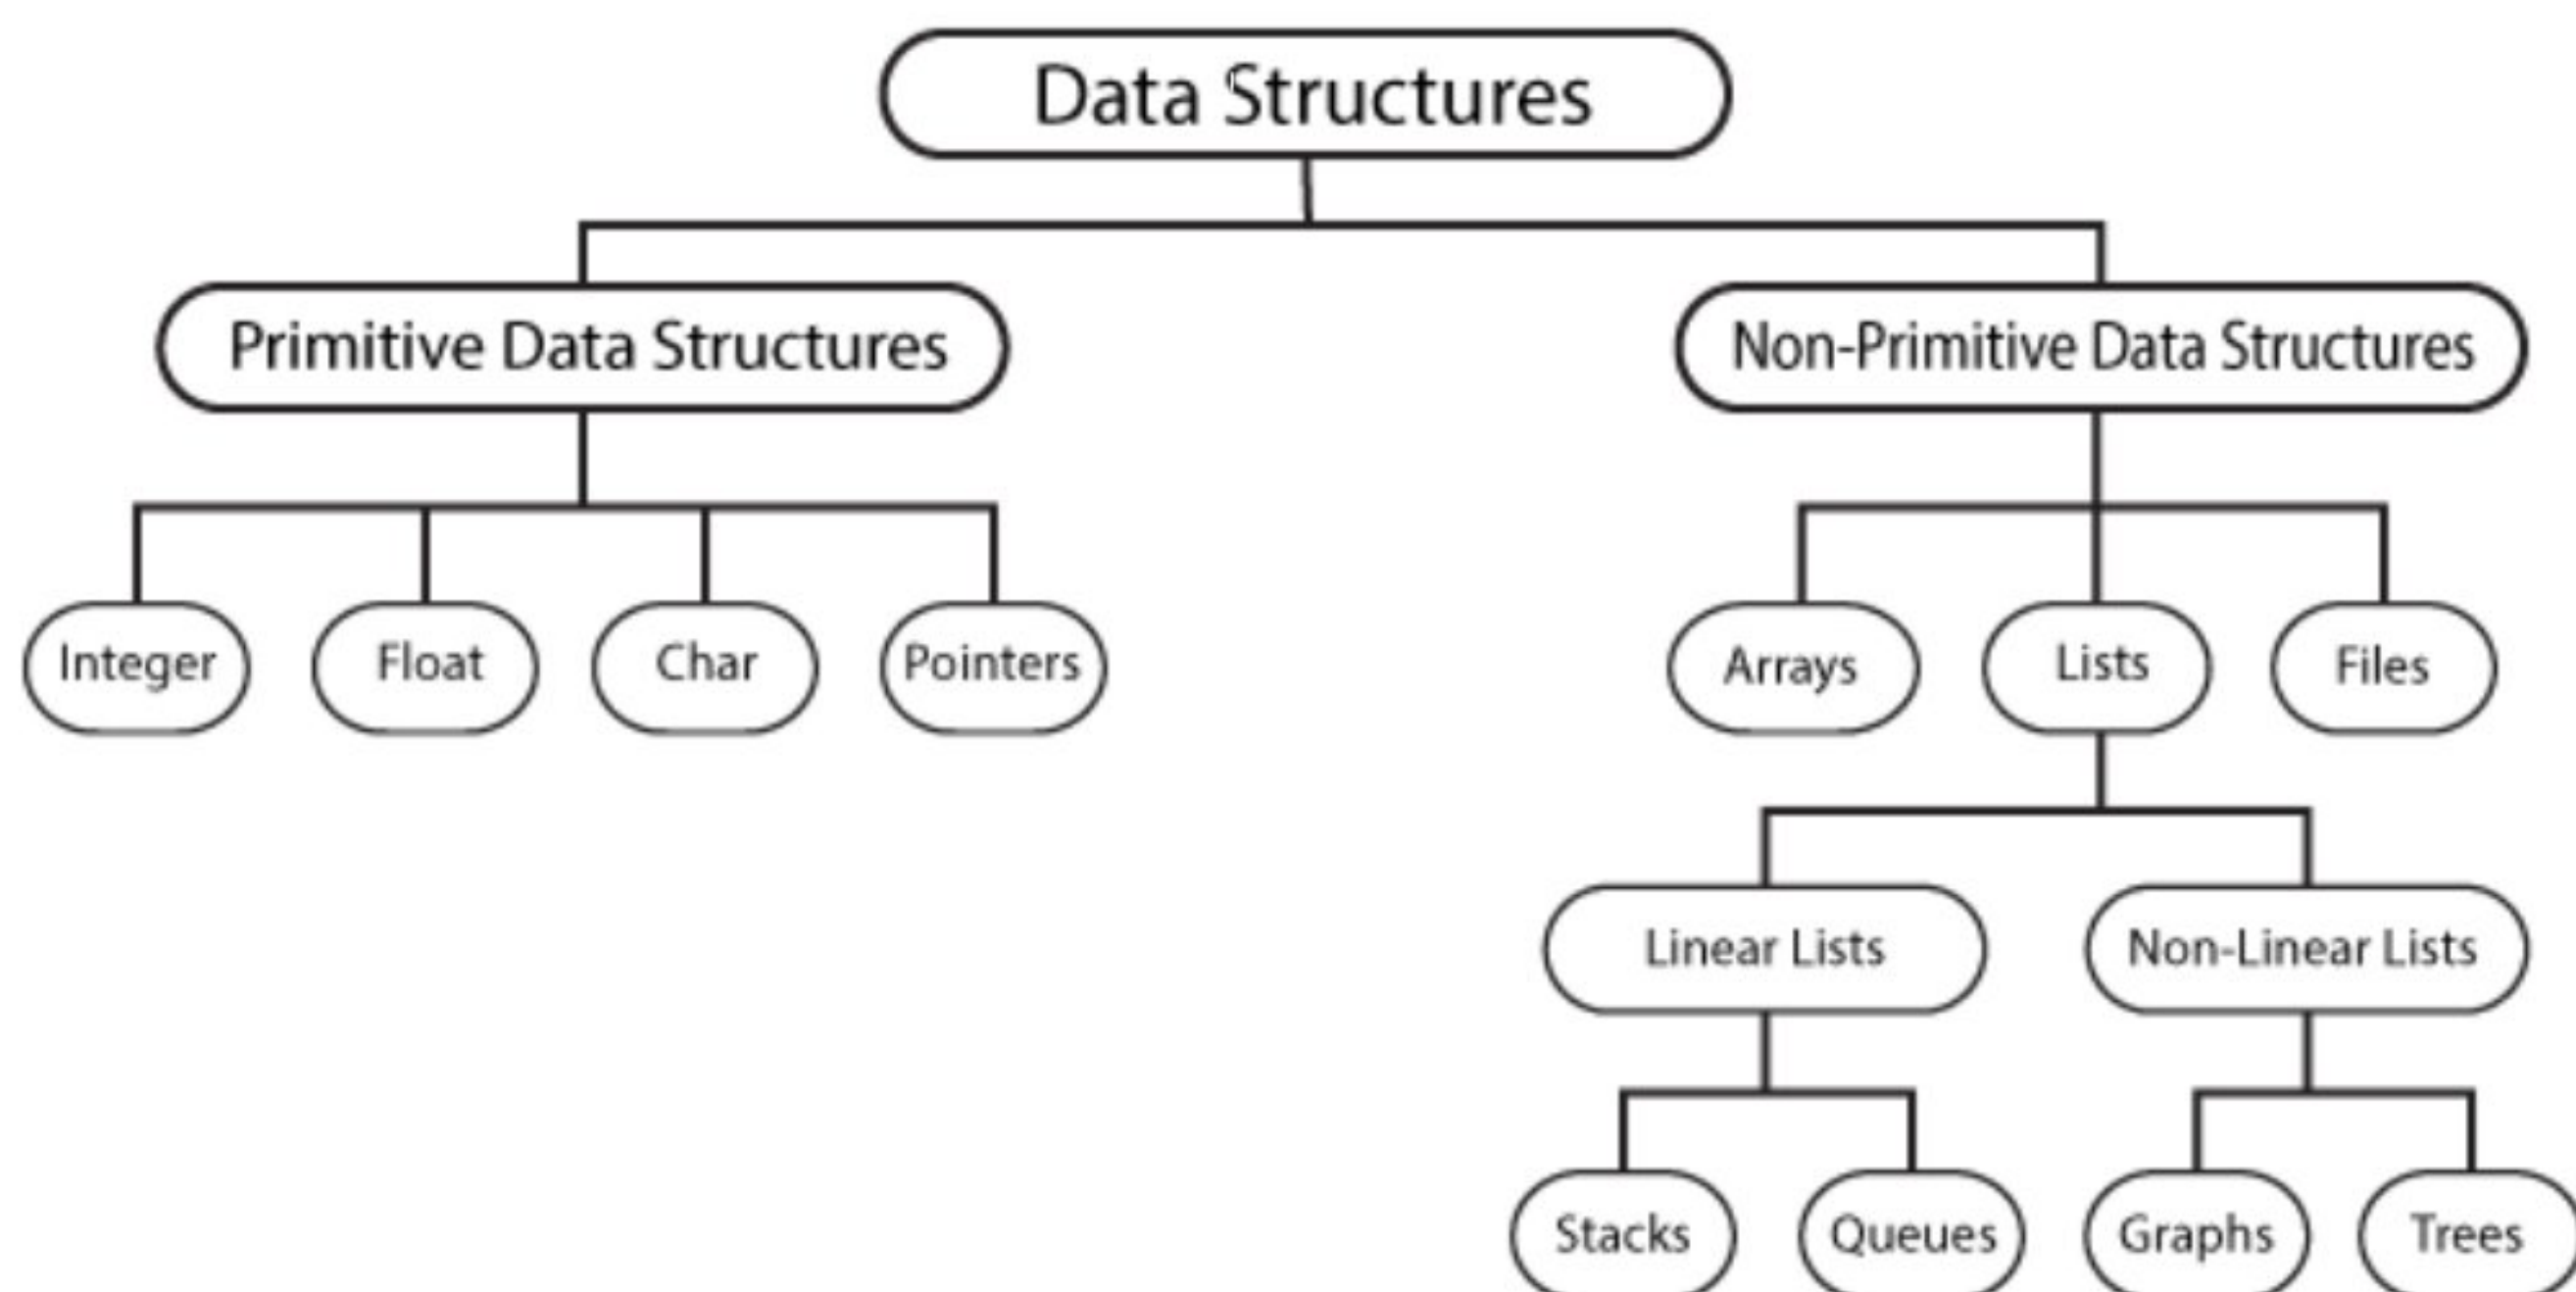 Data Structures
Primitive Data Structures
Non-Primitive Data Structures
Integer
Float
Char
Pointers
Arrays
Lists
Files
Linear Lists
Non-Linear Lists
Stacks
Queues
Graphs
Trees